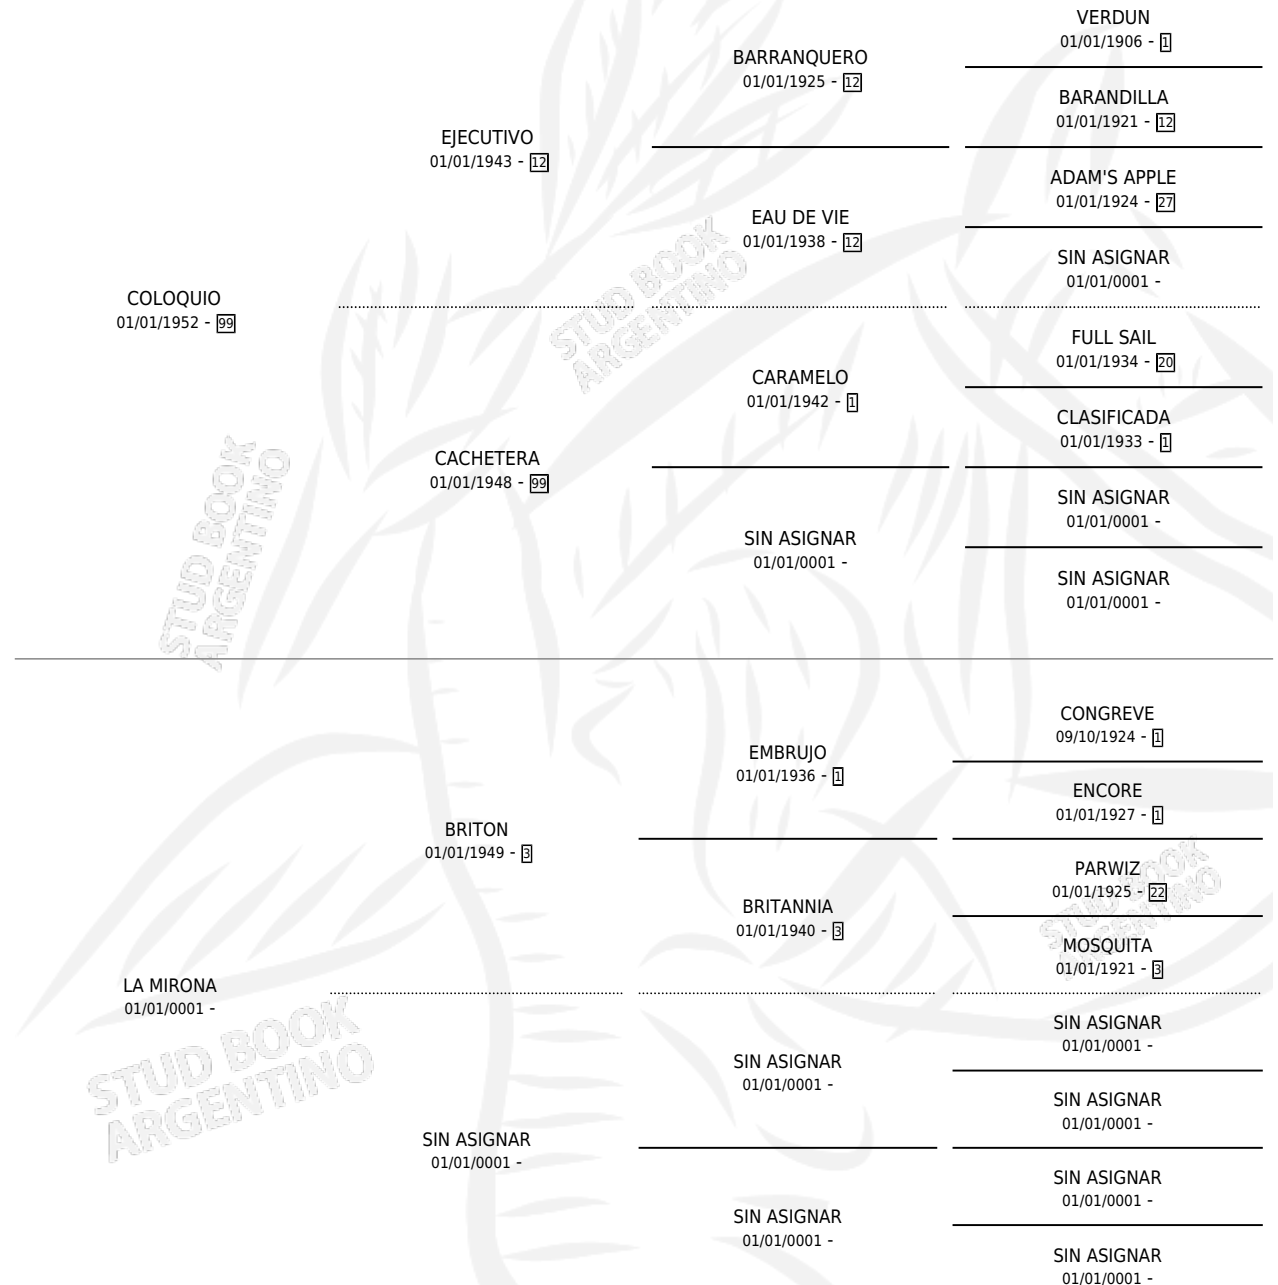 VERDUN
01/01/1906 - 1
BARRANQUERO
01/01/1925 - 12
BARANDILLA
01/01/1921 - 12
EJECUTIVO
01/01/1943 - 12
ADAM'S APPLE
01/01/1924 - 27
EAU DE VIE
01/01/1938 - 12
SIN ASIGNAR
01/01/0001 -
COLOQUIO
01/01/1952 - 99
STUD BOOK
ARGENTINO
FULL SAIL
01/01/1934 - 20
CARAMELO
01/01/1942 - 1
CLASIFICADA
01/01/1933 - 1
CACHETERA
01/01/1948 - 99
SIN ASIGNAR
01/01/0001 -
SIN ASIGNAR
01/01/0001 -
SIN ASIGNAR
01/01/0001 -
STUD BOOK
ARGENTINO
CONGREVE
09/10/1924 - 1
EMBRUJO
01/01/1936 - 1
ENCORE
01/01/1927 - 1
BRITON
01/01/1949 - 3
PARWIZ
01/01/1925 - 22
BRITANNIA
01/01/1940 - 3
STUD BOOK
ARGENTINO
MOSQUITA
01/01/1921 - 3
LA MIRONA
01/01/0001 -
STUD BOOK
ARGENTINO
SIN ASIGNAR
01/01/0001 -
SIN ASIGNAR
01/01/0001 -
SIN ASIGNAR
01/01/0001 -
SIN ASIGNAR
01/01/0001 -
SIN ASIGNAR
01/01/0001 -
SIN ASIGNAR
01/01/0001 -
SIN ASIGNAR
01/01/0001 -